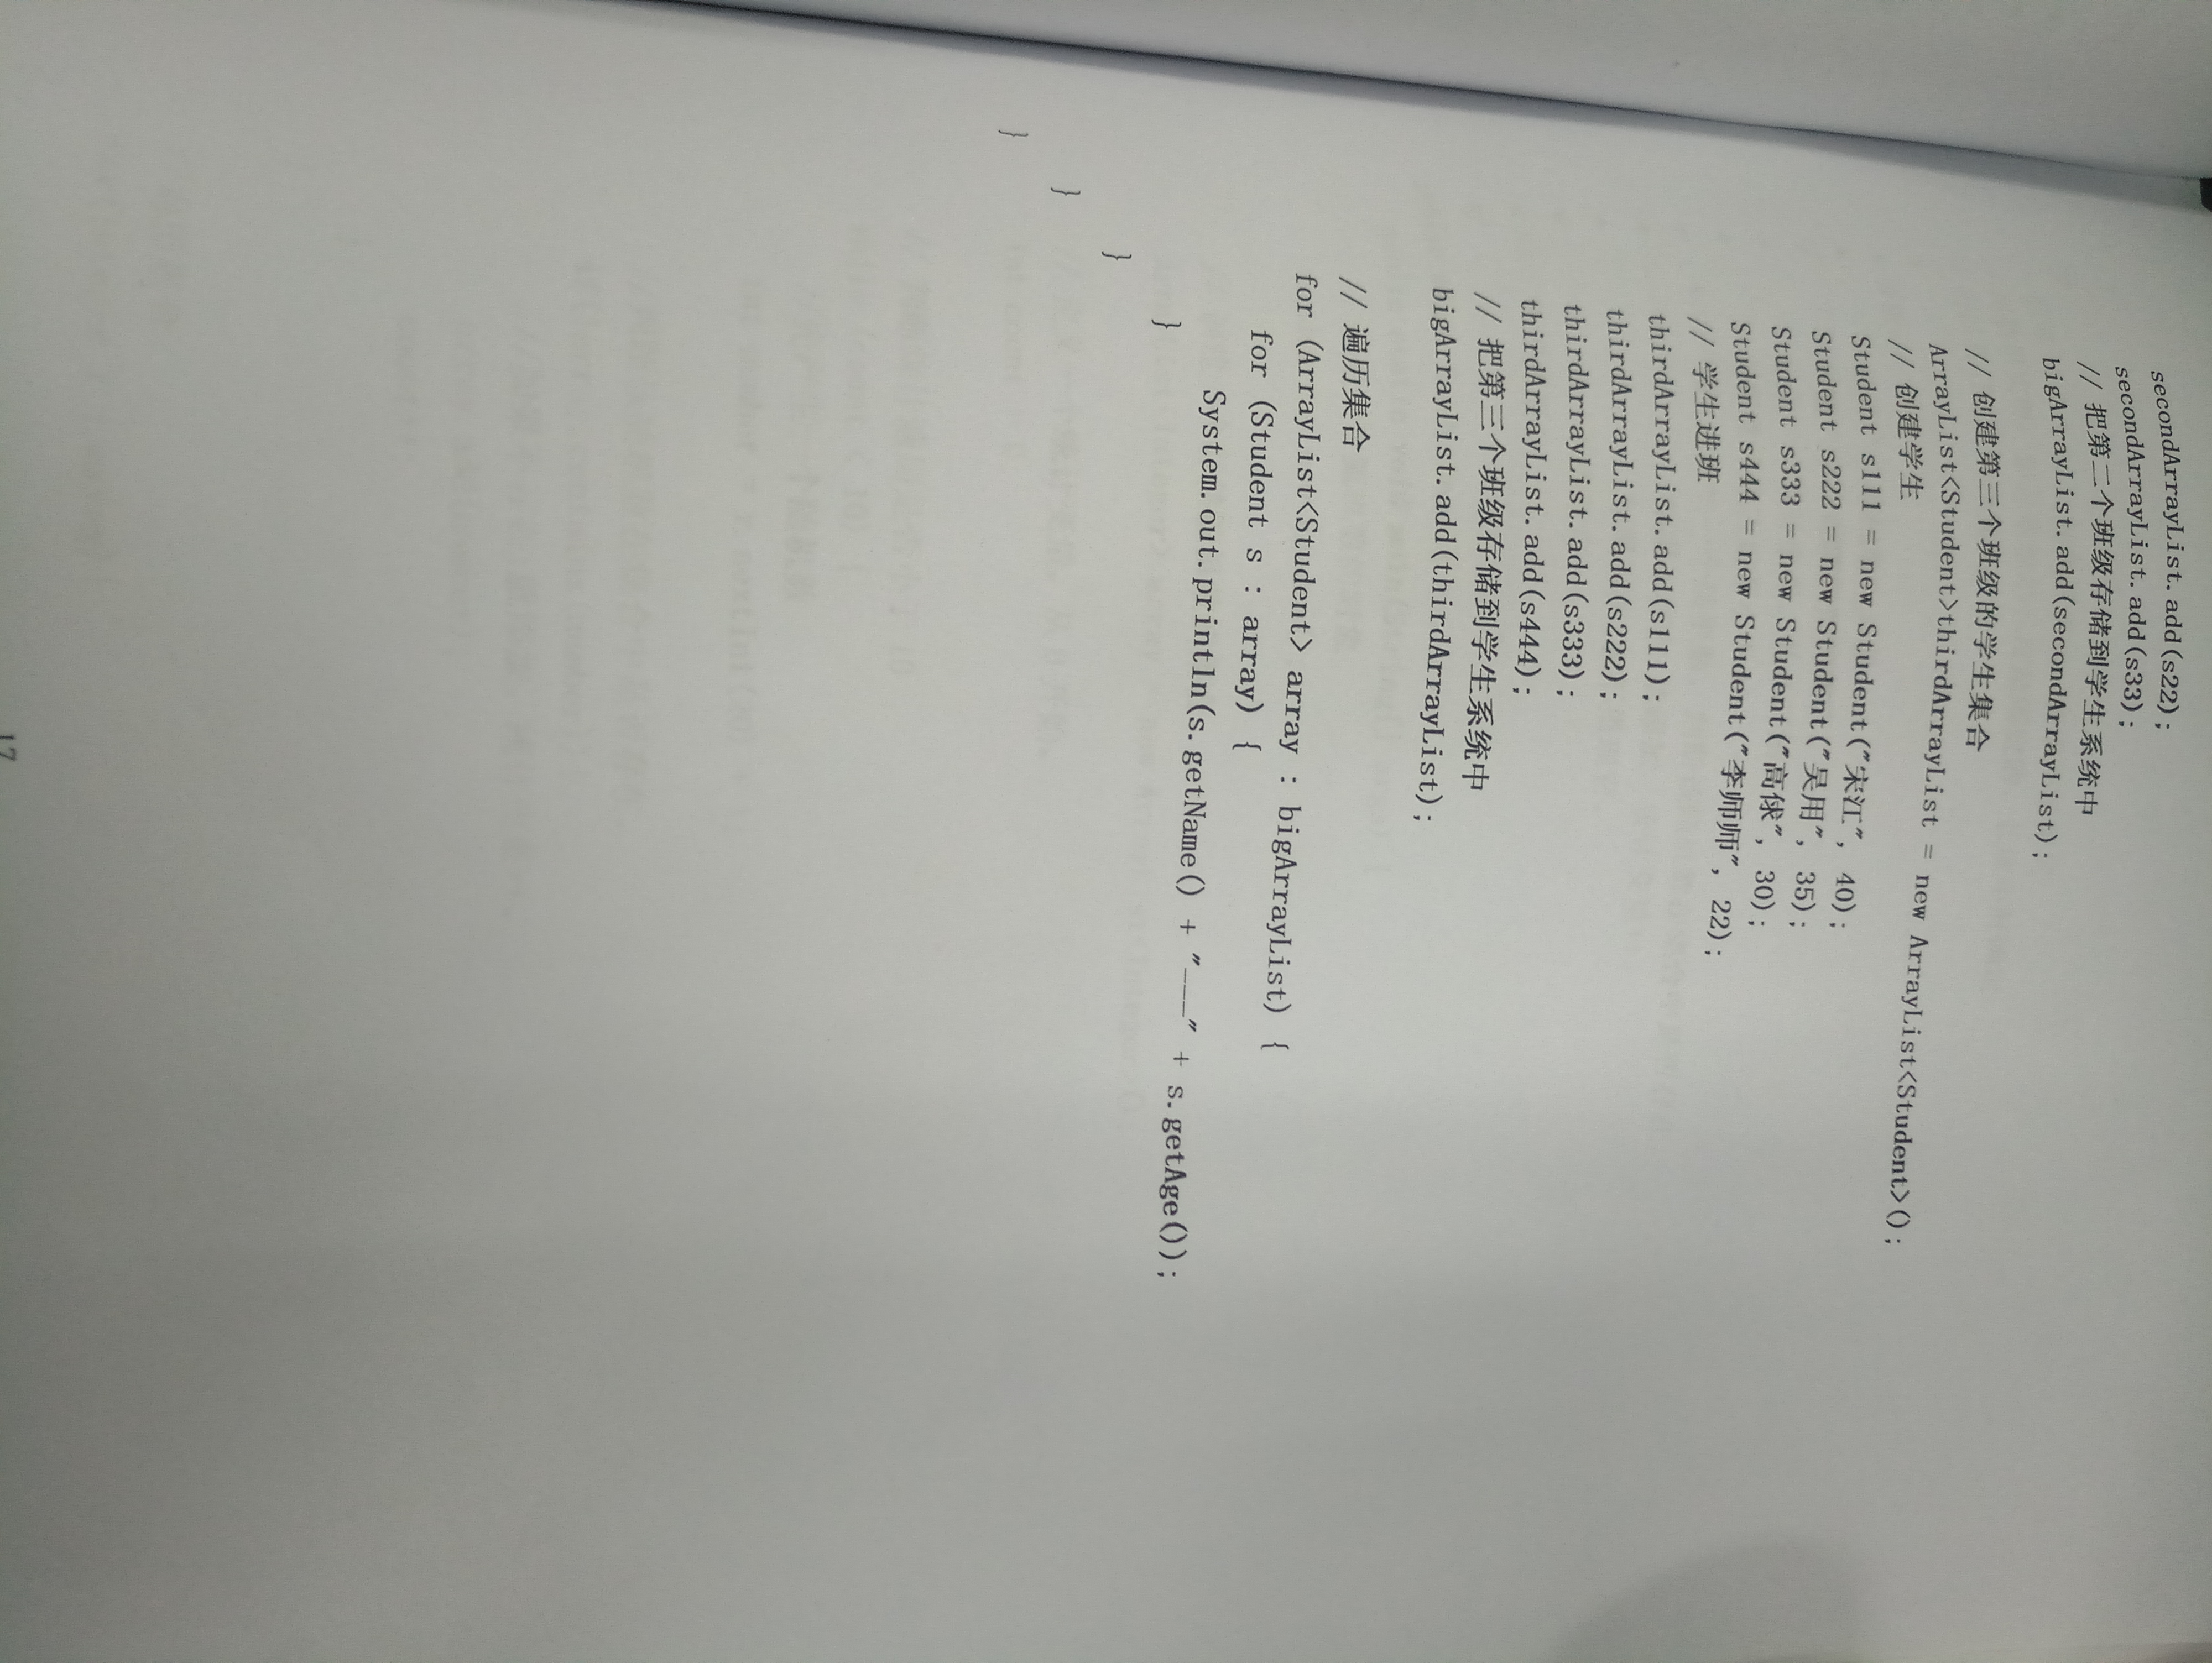 secondArrayList.add(s22);
secondArrayList.add(s33);
// 把第二个班级存储到学生系统中
bigArrayList.add(secondArrayList);
// 创建第三个班级的学生集合
ArrayList<Student>thirdArrayList = new ArrayList<Student>();
// 创建学生
Student s111 = new Student("宋江", 40);
Student s222 = new Student("吴用", 35);
Student s333 = new Student("高俅", 30);
Student s444 = new Student("李师师", 22);
// 学生进班
thirdArrayList.add(s111);
thirdArrayList.add(s222);
thirdArrayList.add(s333);
thirdArrayList.add(s444);
// 把第三个班级存储到学生系统中
bigArrayList.add(thirdArrayList);
// 遍历集合
for (ArrayList<Student> array : bigArrayList) {
for (Student s : array) {
System.out.println(s.getName() + "___" + s.getAge());
}
}
}
}
17